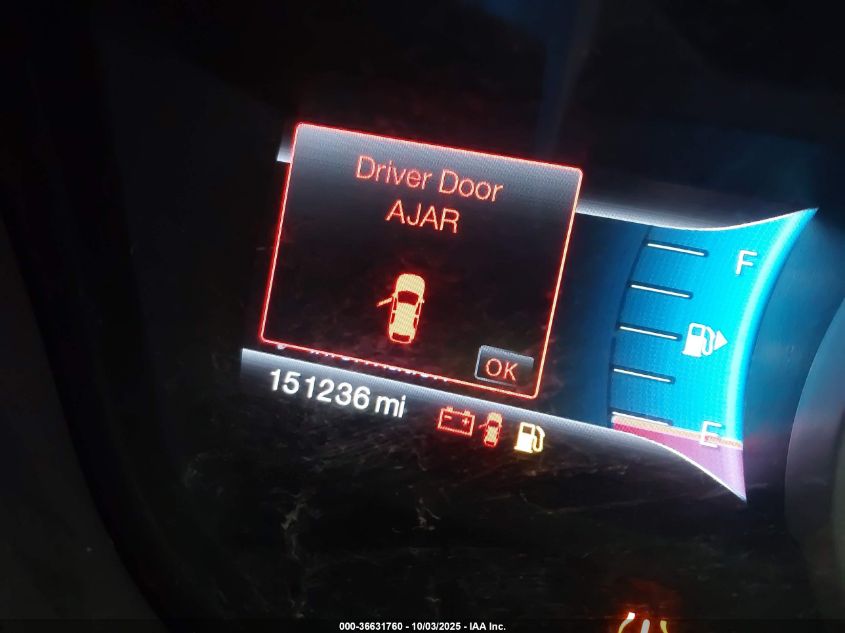 Driver Door
AJAR
OK
F
E
151236 mi
000-36631760 - 10/03/2025 - IAA Inc.